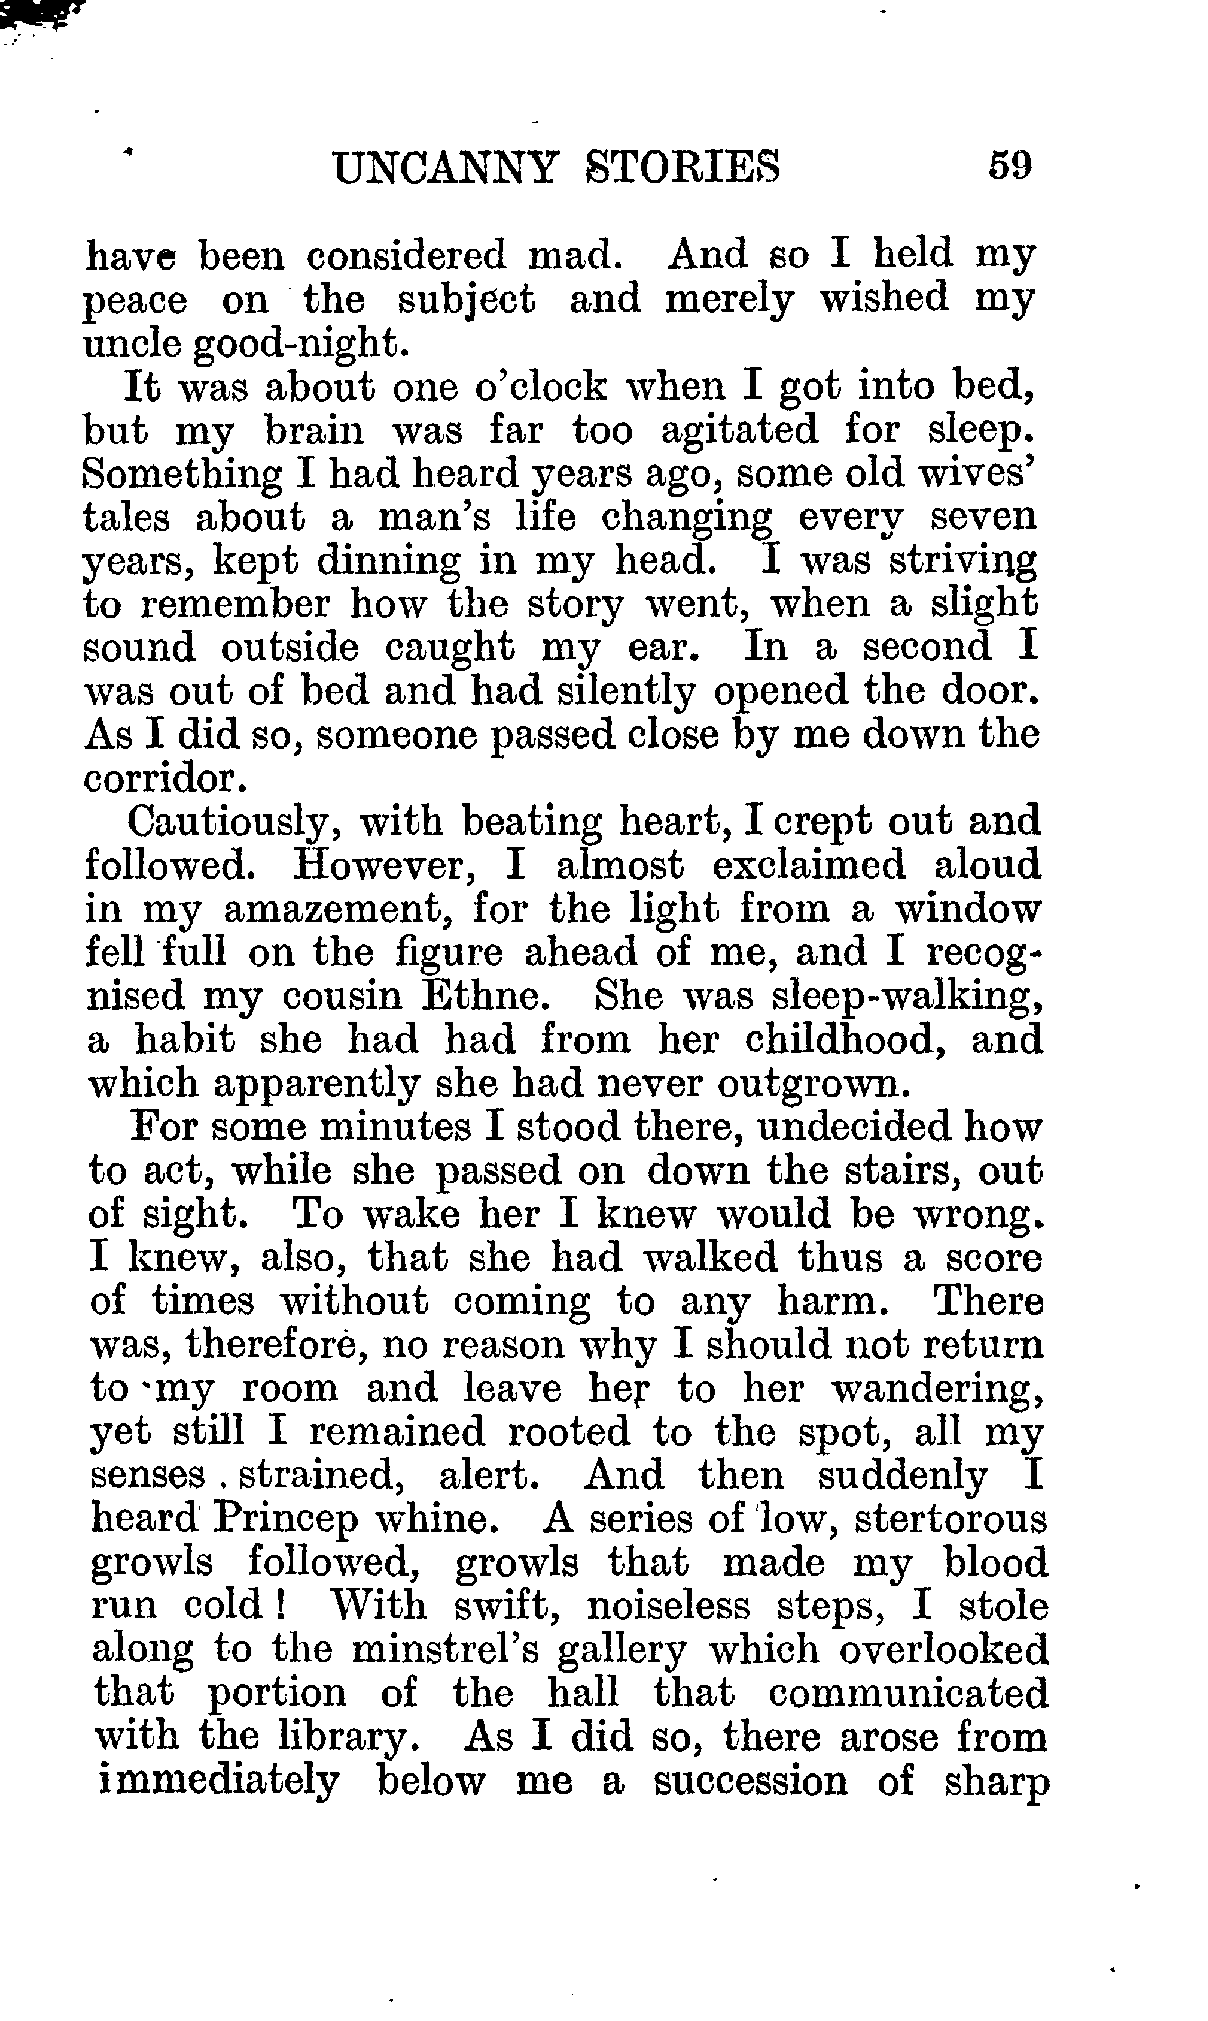 UNCANNY STORIES 59
have been considered mad. And so I held my
peace on the subject and merely wished my
uncle good-night.
It was about one o'clock when I got into bed,
but my brain was far too agitated for sleep.
Something I had heard years ago, some old wives'
tales about a man's life changing every seven
years, kept dinning in my head. I was striving
to remember how the story went, when a slight
sound outside caught my ear. In a second I
was out of bed and had silently opened the door.
As I did so, someone passed close by me down the
corridor.
Cautiously, with beating heart, I crept out and
followed. However, I almost exclaimed aloud
in my amazement, for the light from a window
fell full on the figure ahead of me, and I recog-
nised my cousin Ethne. She was sleep-walking,
a habit she had had from her childhood, and
which apparently she had never outgrown.
For some minutes I stood there, undecided how
to act, while she passed on down the stairs, out
of sight. To wake her I knew would be wrong.
I knew, also, that she had walked thus a score
of times without coming to any harm. There
was, therefore, no reason why I should not return
to my room and leave her to her wandering,
yet still I remained rooted to the spot, all my
senses strained, alert. And then suddenly I
heard Princep whine. A series of low, stertorous
growls followed, growls that made my blood
run cold ! With swift, noiseless steps, I stole
along to the minstrel's gallery which overlooked
that portion of the hall that communicated
with the library. As I did so, there arose from
immediately below me a succession of sharp